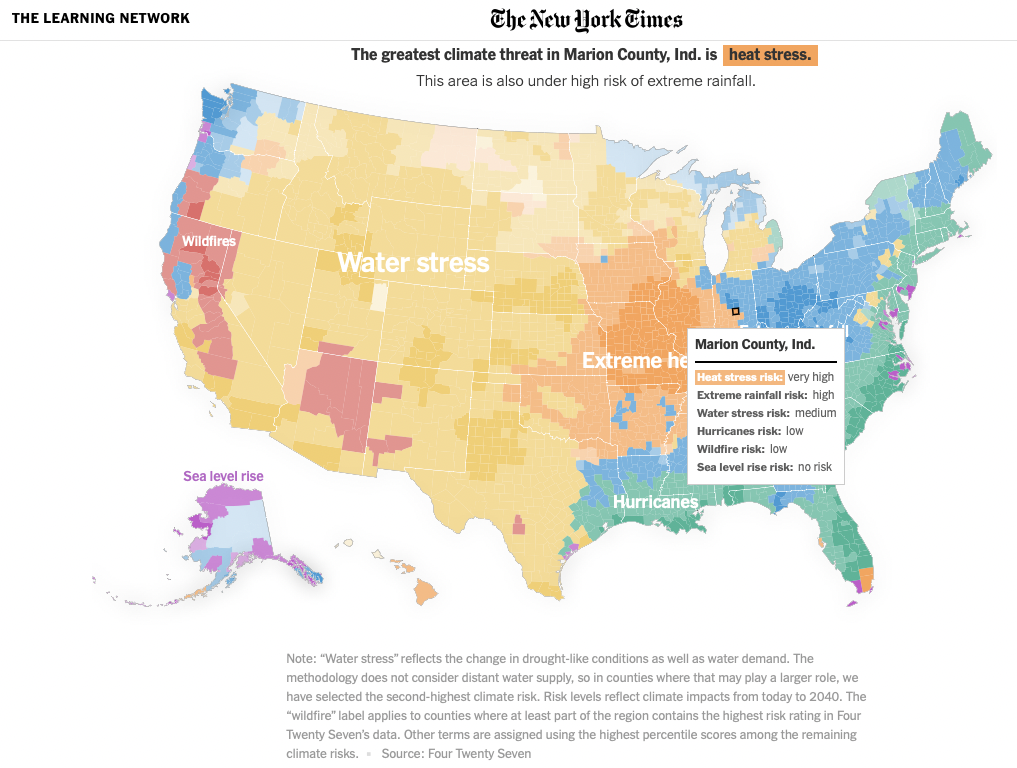 THE LEARNING NETWORK
The New York Times
The greatest climate threat in Marion County, Ind. is heat stress.
This area is also under high risk of extreme rainfall.
Wildfires
Water stress
Extreme he
Marion County, Ind.
Heat stress risk: very high
Extreme rainfall risk: high
Water stress risk: medium
Hurricanes risk: low
Wildfire risk: low
Sea level rise risk: no risk
Sea level rise
Hurricanes
Note: “Water stress” reflects the change in drought-like conditions as well as water demand. The
methodology does not consider distant water supply, so in counties where that may play a larger role, we
have selected the second-highest climate risk. Risk levels reflect climate impacts from today to 2040. The
“wildfire” label applies to counties where at least part of the region contains the highest risk rating in Four
Twenty Seven’s data. Other terms are assigned using the highest percentile scores among the remaining
climate risks. ▪ Source: Four Twenty Seven